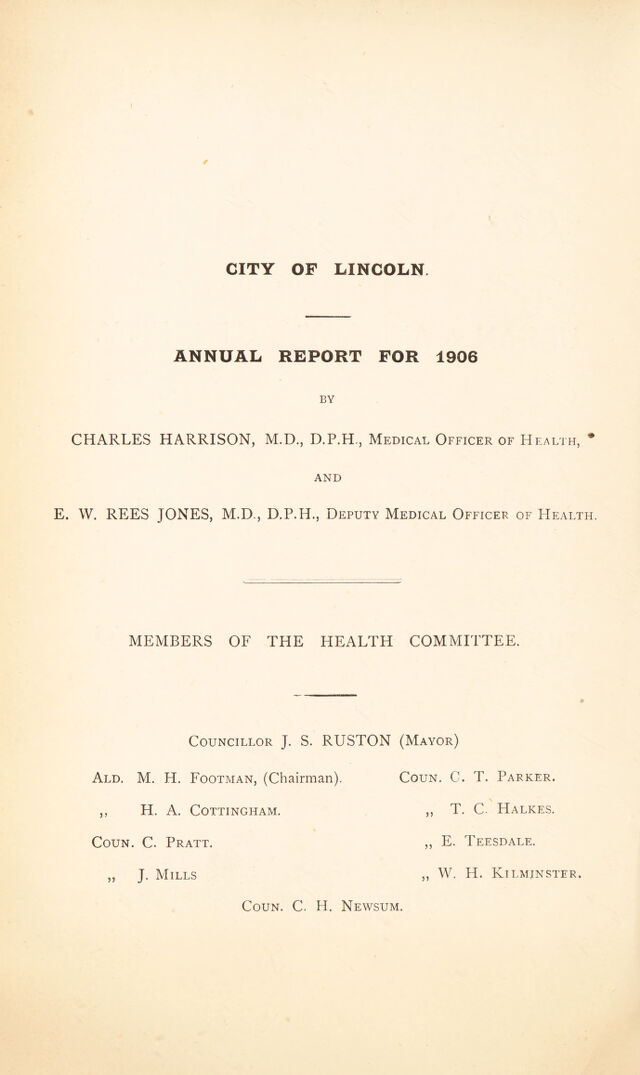 CITY OF LINCOLN.
ANNUAL REPORT FOR 1906
BY
CHARLES HARRISON, M.D., D.P.H., Medical Officer of Health,
AND
E. W. REES JONES, M.D., D.P.H., Deputy Medical Officer of Health.
MEMBERS OF THE HEALTH COMMITTEE.
Councillor J. S. RUSTON (Mayor)
Ald. M. H. Footman, (Chairman). Coun. C. T. Parker.
,, H. A. Cottingham. „ T. C. Halkes.
Coun. C. Pratt. „ E. Teesdale.
„ J. Mills „ W. H. Kilminster.
Coun. C. H. Newsum.